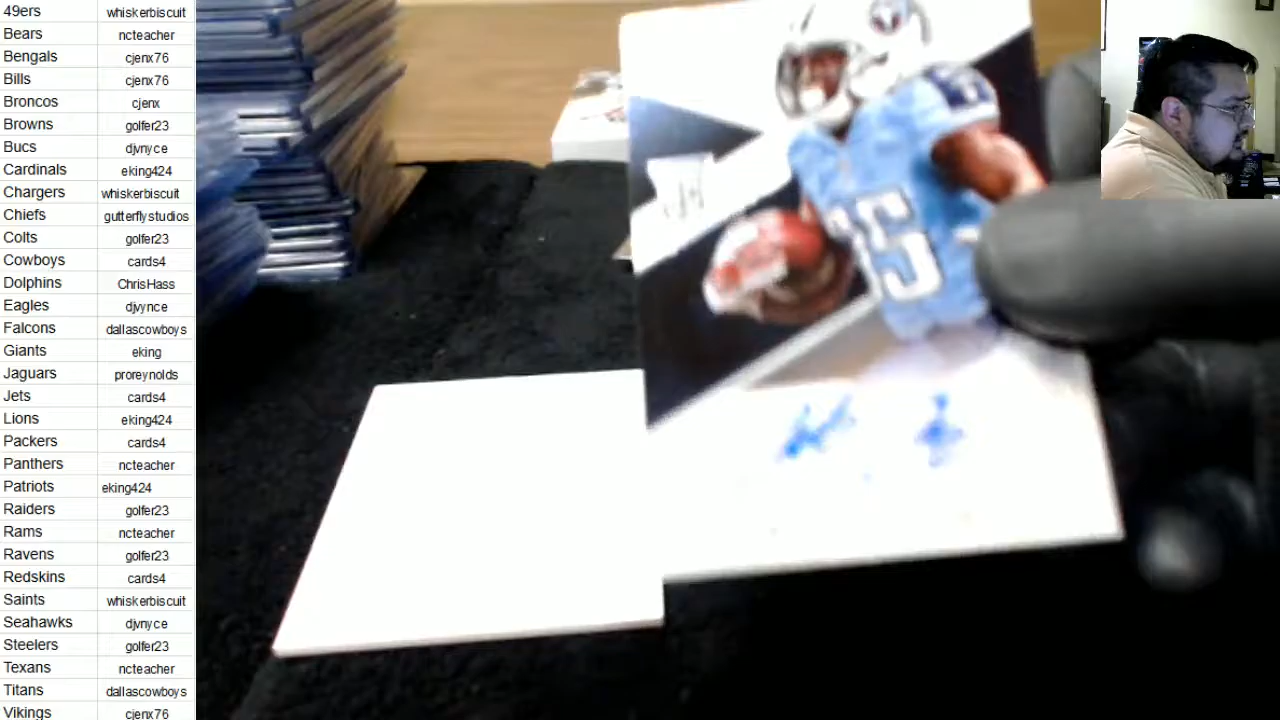 49ers whiskerbiscuit
Bears ncteacher
Bengals cjenx76
Bills cjenx76
Broncos cjenx
Browns golfer23
Bucs djvnyce
Cardinals eking424
Chargers whiskerbiscuit
Chiefs gutterflystudios
Colts golfer23
Cowboys cards4
Dolphins ChrisHass
Eagles djvynce
Falcons dallascowboys
Giants eking
Jaguars proreynolds
Jets cards4
Lions eking424
Packers cards4
Panthers ncteacher
Patriots eking424
Raiders golfer23
Rams ncteacher
Ravens golfer23
Redskins cards4
Saints whiskerbiscuit
Seahawks djvnyce
Steelers golfer23
Texans ncteacher
Titans dallascowboys
Vikings cjenx76